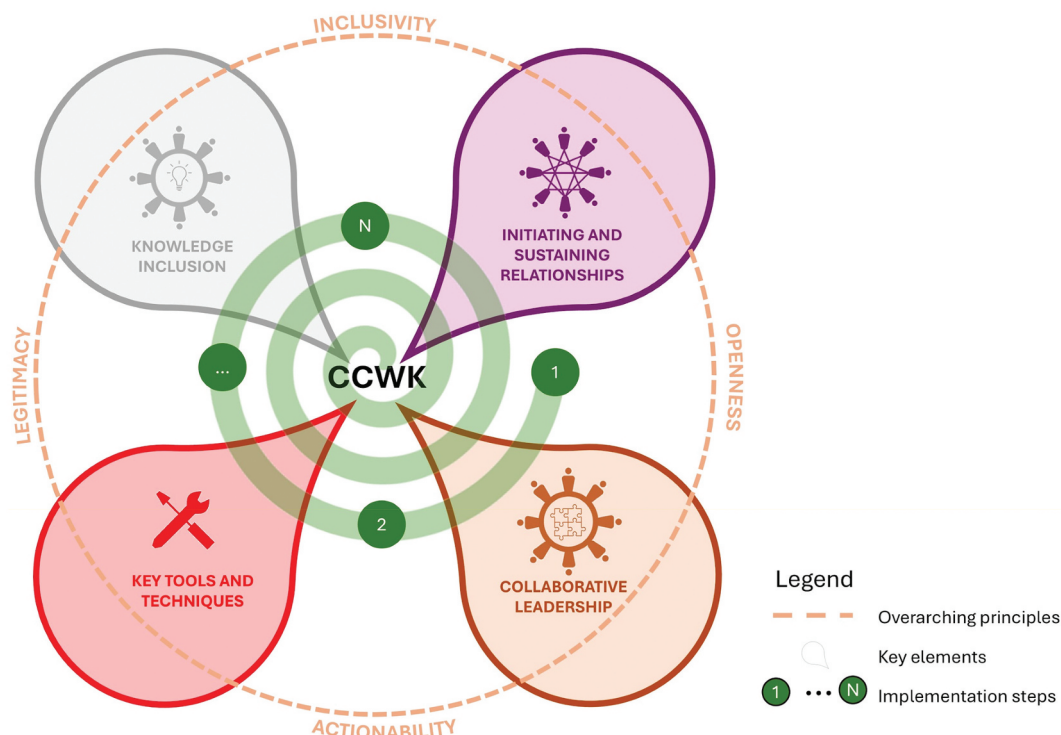 INCLUSIVITY
KNOWLEDGE
INCLUSION
INITIATING AND
SUSTAINING
RELATIONSHIPS
N
LEGITIMACY
OPENNESS
...
CCWK
1
2
KEY TOOLS AND
TECHNIQUES
COLLABORATIVE
LEADERSHIP
ACTIONABILITY
Legend
Overarching principles
Key elements
1 ... N Implementation steps